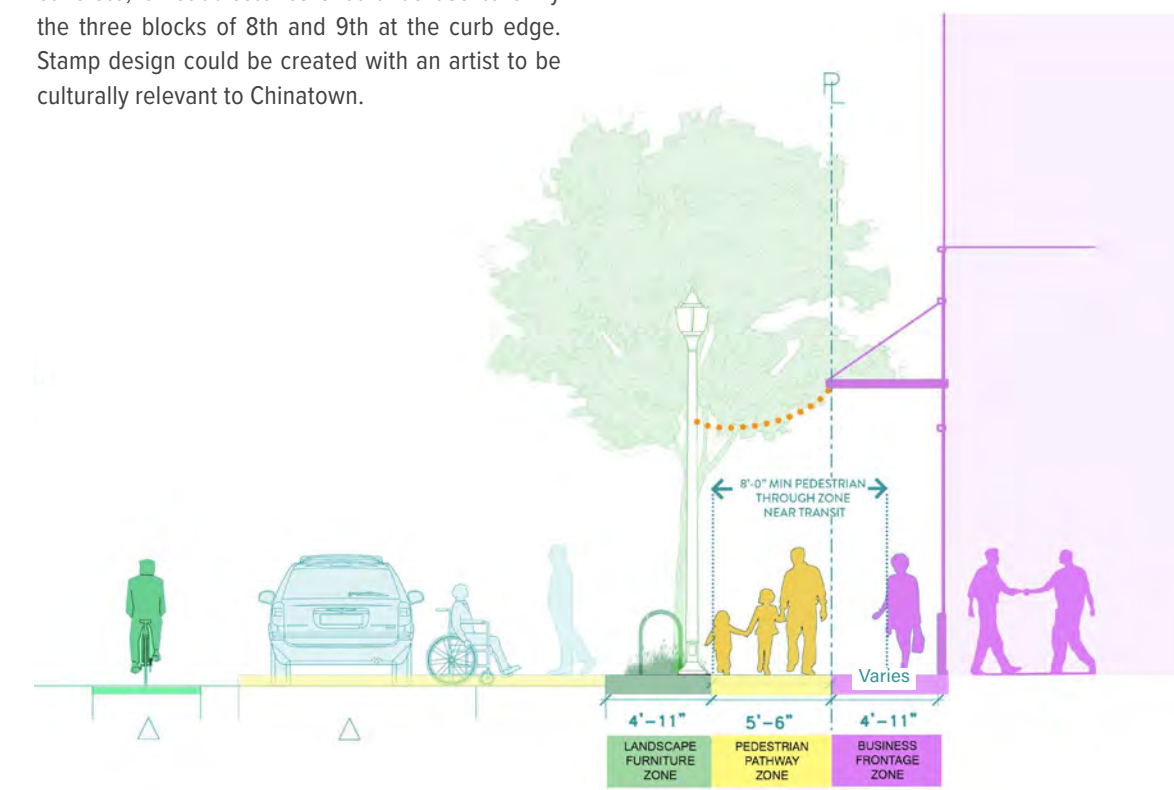 the three blocks of 8th and 9th at the curb edge.
Stamp design could be created with an artist to be
culturally relevant to Chinatown.
PL
8'-0" MIN PEDESTRIAN
THROUGH ZONE
NEAR TRANSIT
Varies
4'-11" 5'-6" 4'-11"
LANDSCAPE
FURNITURE
ZONE
PEDESTRIAN
PATHWAY
ZONE
BUSINESS
FRONTAGE
ZONE